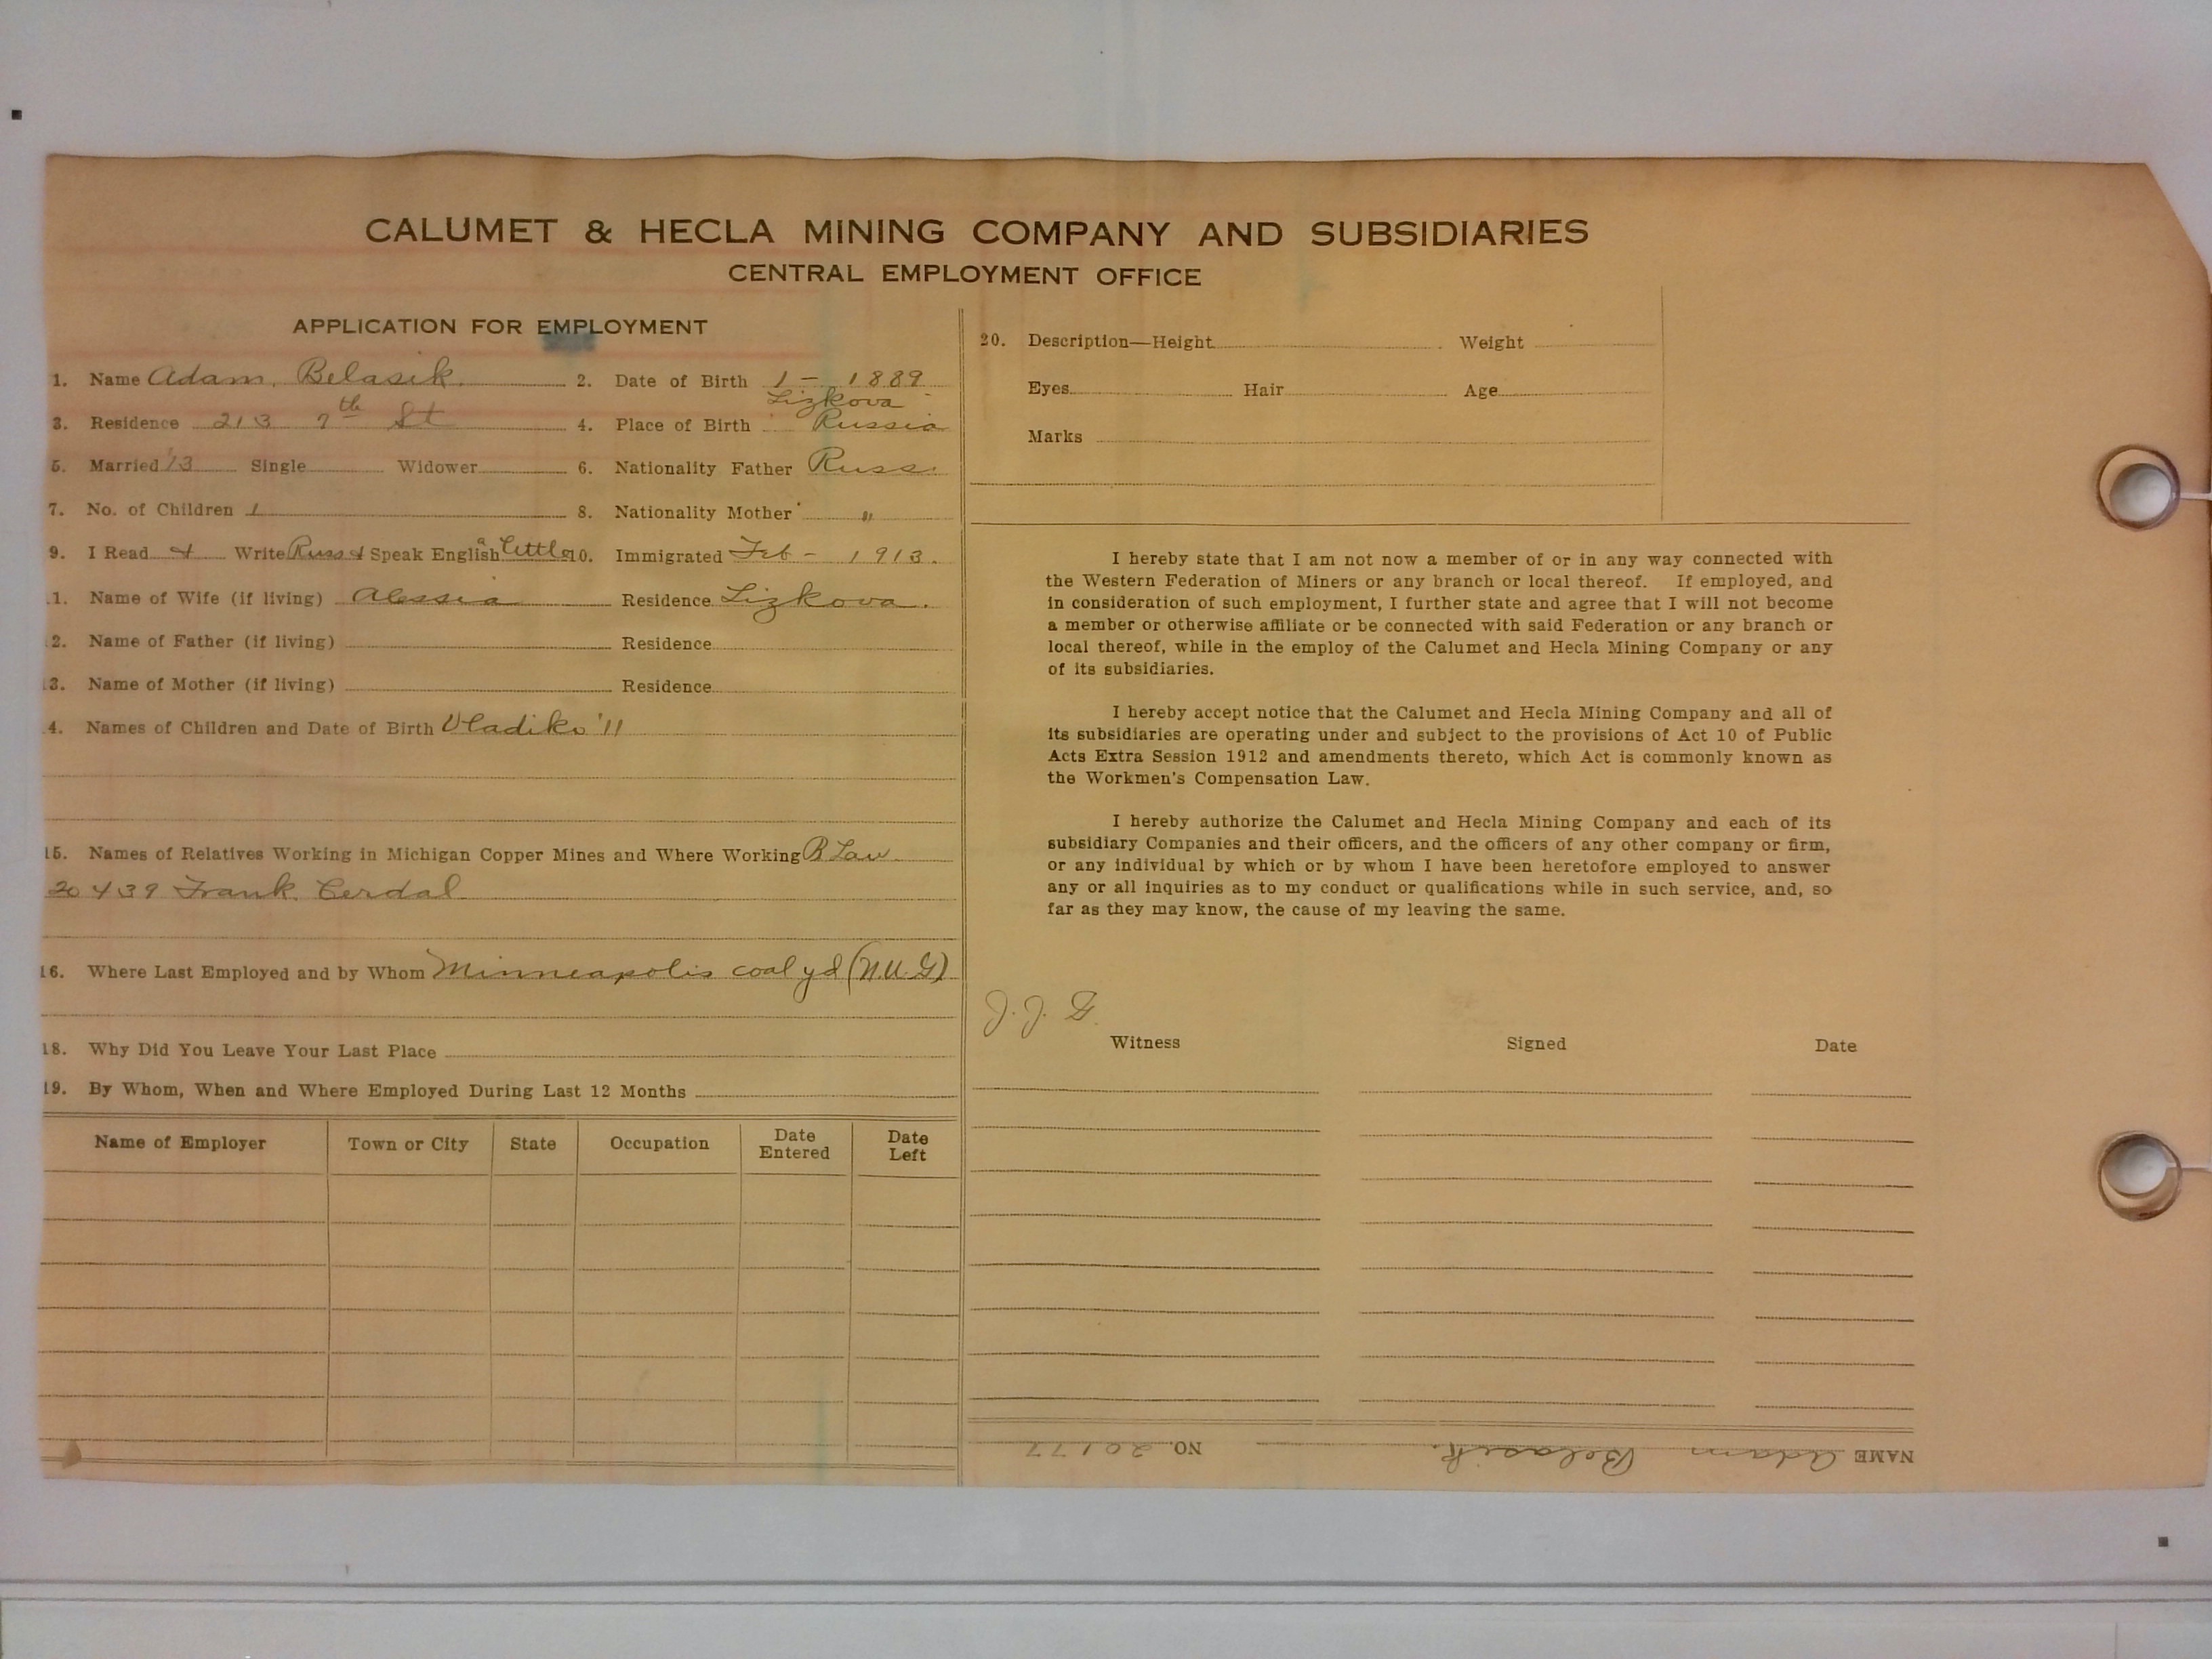 CALUMET & HECLA MINING COMPANY AND SUBSIDIARIES
CENTRAL EMPLOYMENT OFFICE
APPLICATION FOR EMPLOYMENT
1. Name Adam, Belasik. 2. Date of Birth 1 - 1889
Lizkova
3. Residence 213 7th St 4. Place of Birth Russia
5. Married '13 Single Widower 6. Nationality Father Russ.
7. No. of Children 1 8. Nationality Mother "
9. I Read & Write Russ & Speak English a little 10. Immigrated Feb - 1913.
1. Name of Wife (if living) Alessia Residence Lizkova.
2. Name of Father (if living) Residence
3. Name of Mother (if living) Residence
4. Names of Children and Date of Birth Vladiko '11
15. Names of Relatives Working in Michigan Copper Mines and Where Working B Law.
20439 Frank. Cerdal
16. Where Last Employed and by Whom Minneapolis coal yd (N.U.G)
18. Why Did You Leave Your Last Place
19. By Whom, When and Where Employed During Last 12 Months
Name of Employer Town or City State Occupation Date Entered Date Left
20. Description—Height Weight
Eyes Hair Age
Marks
I hereby state that I am not now a member of or in any way connected with
the Western Federation of Miners or any branch or local thereof. If employed, and
in consideration of such employment, I further state and agree that I will not become
a member or otherwise affiliate or be connected with said Federation or any branch or
local thereof, while in the employ of the Calumet and Hecla Mining Company or any
of its subsidiaries.
I hereby accept notice that the Calumet and Hecla Mining Company and all of
its subsidiaries are operating under and subject to the provisions of Act 10 of Public
Acts Extra Session 1912 and amendments thereto, which Act is commonly known as
the Workmen's Compensation Law.
I hereby authorize the Calumet and Hecla Mining Company and each of its
subsidiary Companies and their officers, and the officers of any other company or firm,
or any individual by which or by whom I have been heretofore employed to answer
any or all inquiries as to my conduct or qualifications while in such service, and, so
far as they may know, the cause of my leaving the same.
J. J. F.
Witness Signed Date
NAME Adam Belasik. NO. 20177